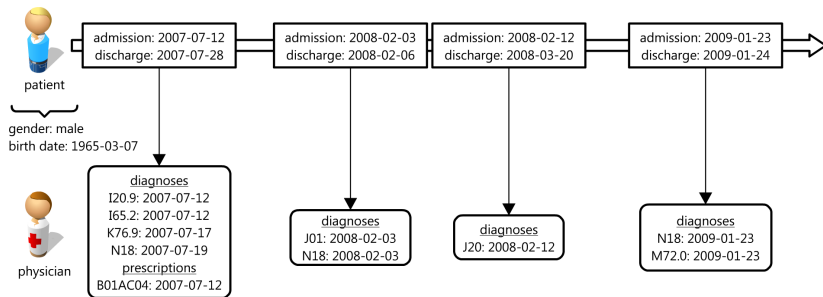 admission: 2007-07-12
discharge: 2007-07-28
admission: 2008-02-03
discharge: 2008-02-06
admission: 2008-02-12
discharge: 2008-03-20
admission: 2009-01-23
discharge: 2009-01-24
patient
gender: male
birth date: 1965-03-07
physician
diagnoses
I20.9: 2007-07-12
I65.2: 2007-07-12
K76.9: 2007-07-17
N18: 2007-07-19
prescriptions
B01AC04: 2007-07-12
diagnoses
J01: 2008-02-03
N18: 2008-02-03
diagnoses
J20: 2008-02-12
diagnoses
N18: 2009-01-23
M72.0: 2009-01-23